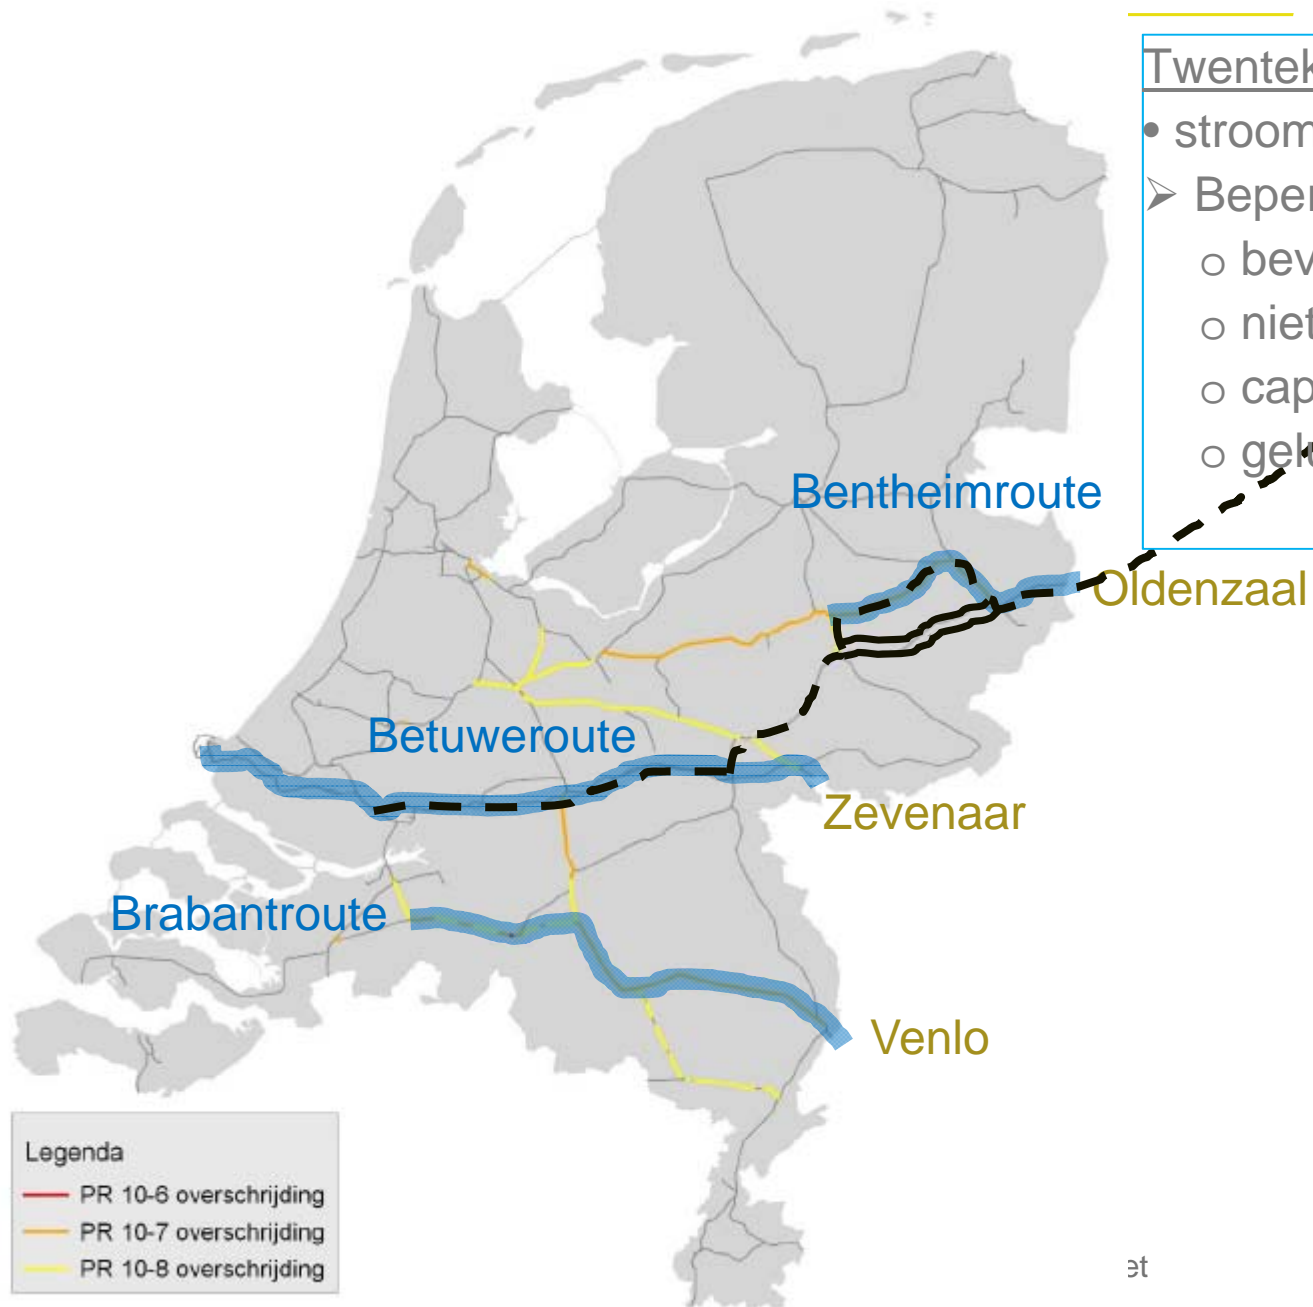 Twentek
• stroom
➢ Beper
o bev
o niet
o cap
o gel
Bentheimroute
Oldenzaal
Betuweroute
Zevenaar
Brabantroute
Venlo
Legenda
PR 10-6 overschrijding
PR 10-7 overschrijding
PR 10-8 overschrijding
et